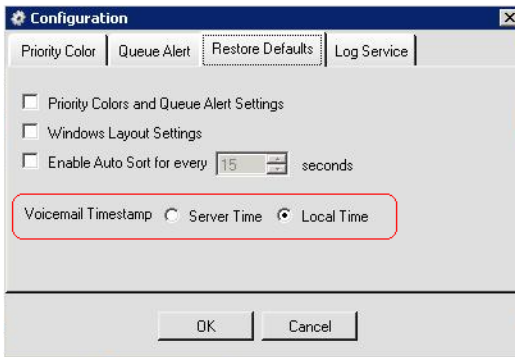 Configuration
Priority Color Queue Alert Restore Defaults Log Service
Priority Colors and Queue Alert Settings
Windows Layout Settings
Enable Auto Sort for every 15 seconds
Voicemail Timestamp Server Time Local Time
OK Cancel